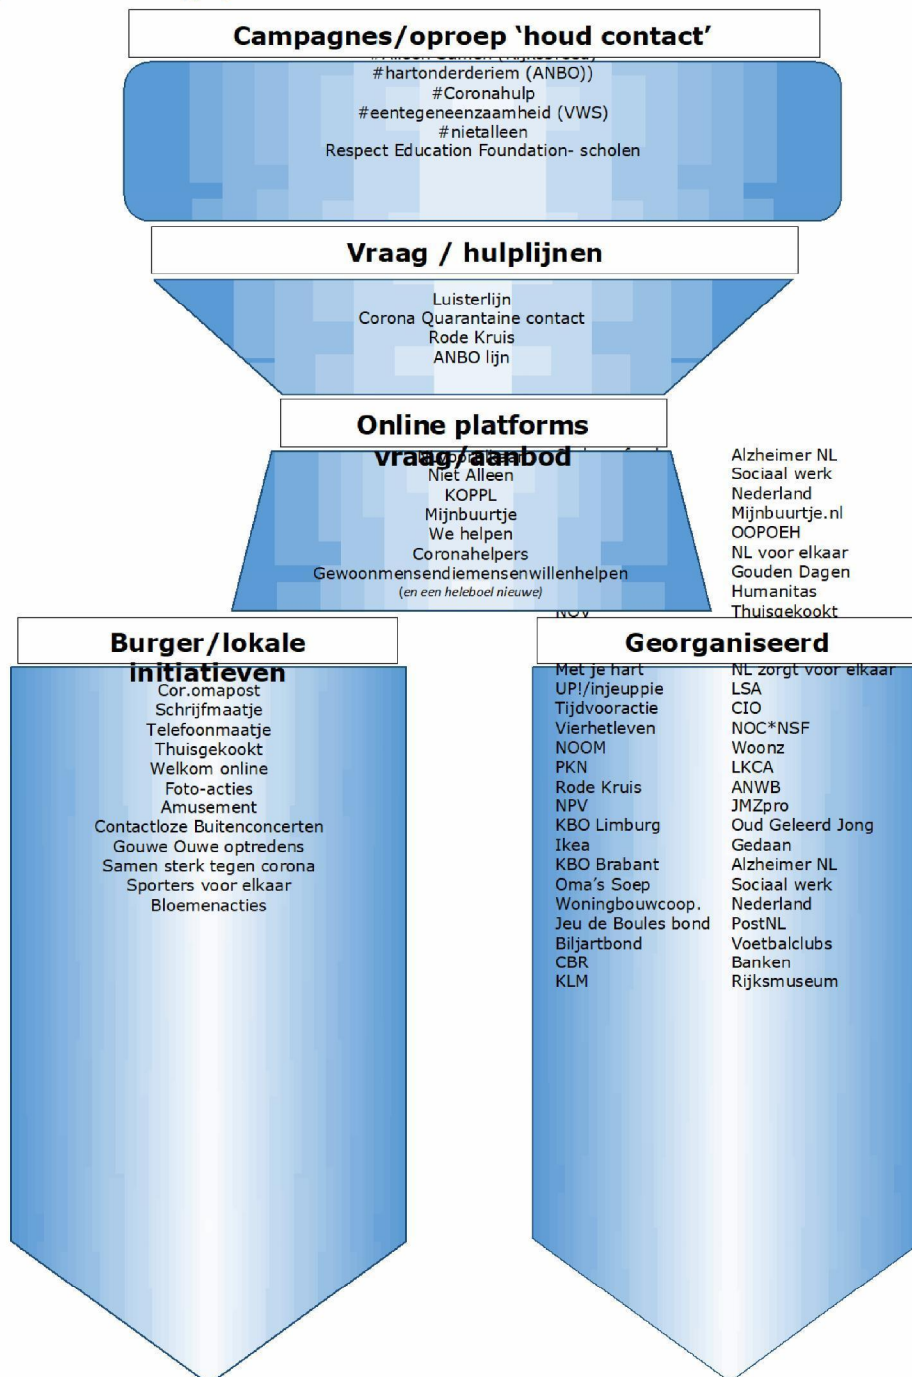 Campagnes/oproep ‘houd contact’
#hartonderderiem (ANBO))
#Coronahulp
#eentegeneenzaamheid (VWS)
#nietalleen
Respect Education Foundation- scholen
Vraag / hulplijnen
Luisterlijn
Corona Quarantaine contact
Rode Kruis
ANBO lijn
Online platforms
vraag/aanbod
Niet Alleen
KOPPL
Mijnbuurtje
We helpen
Coronahelpers
Gewoonmensendiemensenwillenhelpen
(en een heleboel nieuwe)
Burger/lokale
initiatieven
Cor.omapost
Schrijfmaatje
Telefoonmaatje
Thuisgekookt
Welkom online
Foto-acties
Amusement
Contactloze Buitenconcerten
Gouwe Ouwe optredens
Samen sterk tegen corona
Sporters voor elkaar
Bloemenacties
Georganiseerd
NOV
Met je hart
UP!/injeuppie
Tijdvooractie
Vierhetleven
NOOM
PKN
Rode Kruis
NPV
KBO Limburg
Ikea
KBO Brabant
Oma’s Soep
Woningbouwcoop.
Jeu de Boules bond
Biljartbond
CBR
KLM
Alzheimer NL
Sociaal werk
Nederland
Mijnbuurtje.nl
OOPOEH
NL voor elkaar
Gouden Dagen
Humanitas
Thuisgekookt
NL zorgt voor elkaar
LSA
CIO
NOC*NSF
Woonz
LKCA
ANWB
JMZpro
Oud Geleerd Jong
Gedaan
Alzheimer NL
Sociaal werk
Nederland
PostNL
Voetbalclubs
Banken
Rijksmuseum